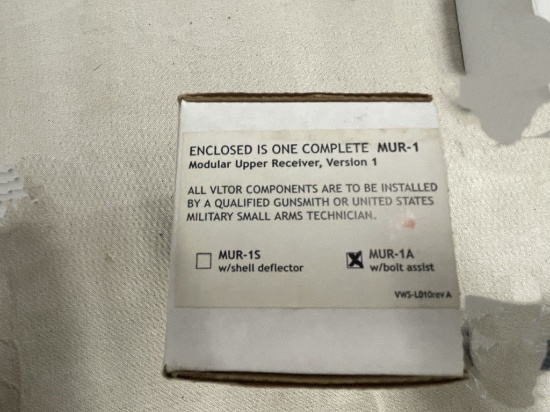 ENCLOSED IS ONE COMPLETE MUR-1
Modular Upper Receiver, Version 1
ALL VLTOR COMPONENTS ARE TO BE INSTALLED
BY A QUALIFIED GUNSMITH OR UNITED STATES
MILITARY SMALL ARMS TECHNICIAN.
MUR-1S
w/shell deflector
MUR-1A
w/bolt assist
VWS-L010revA